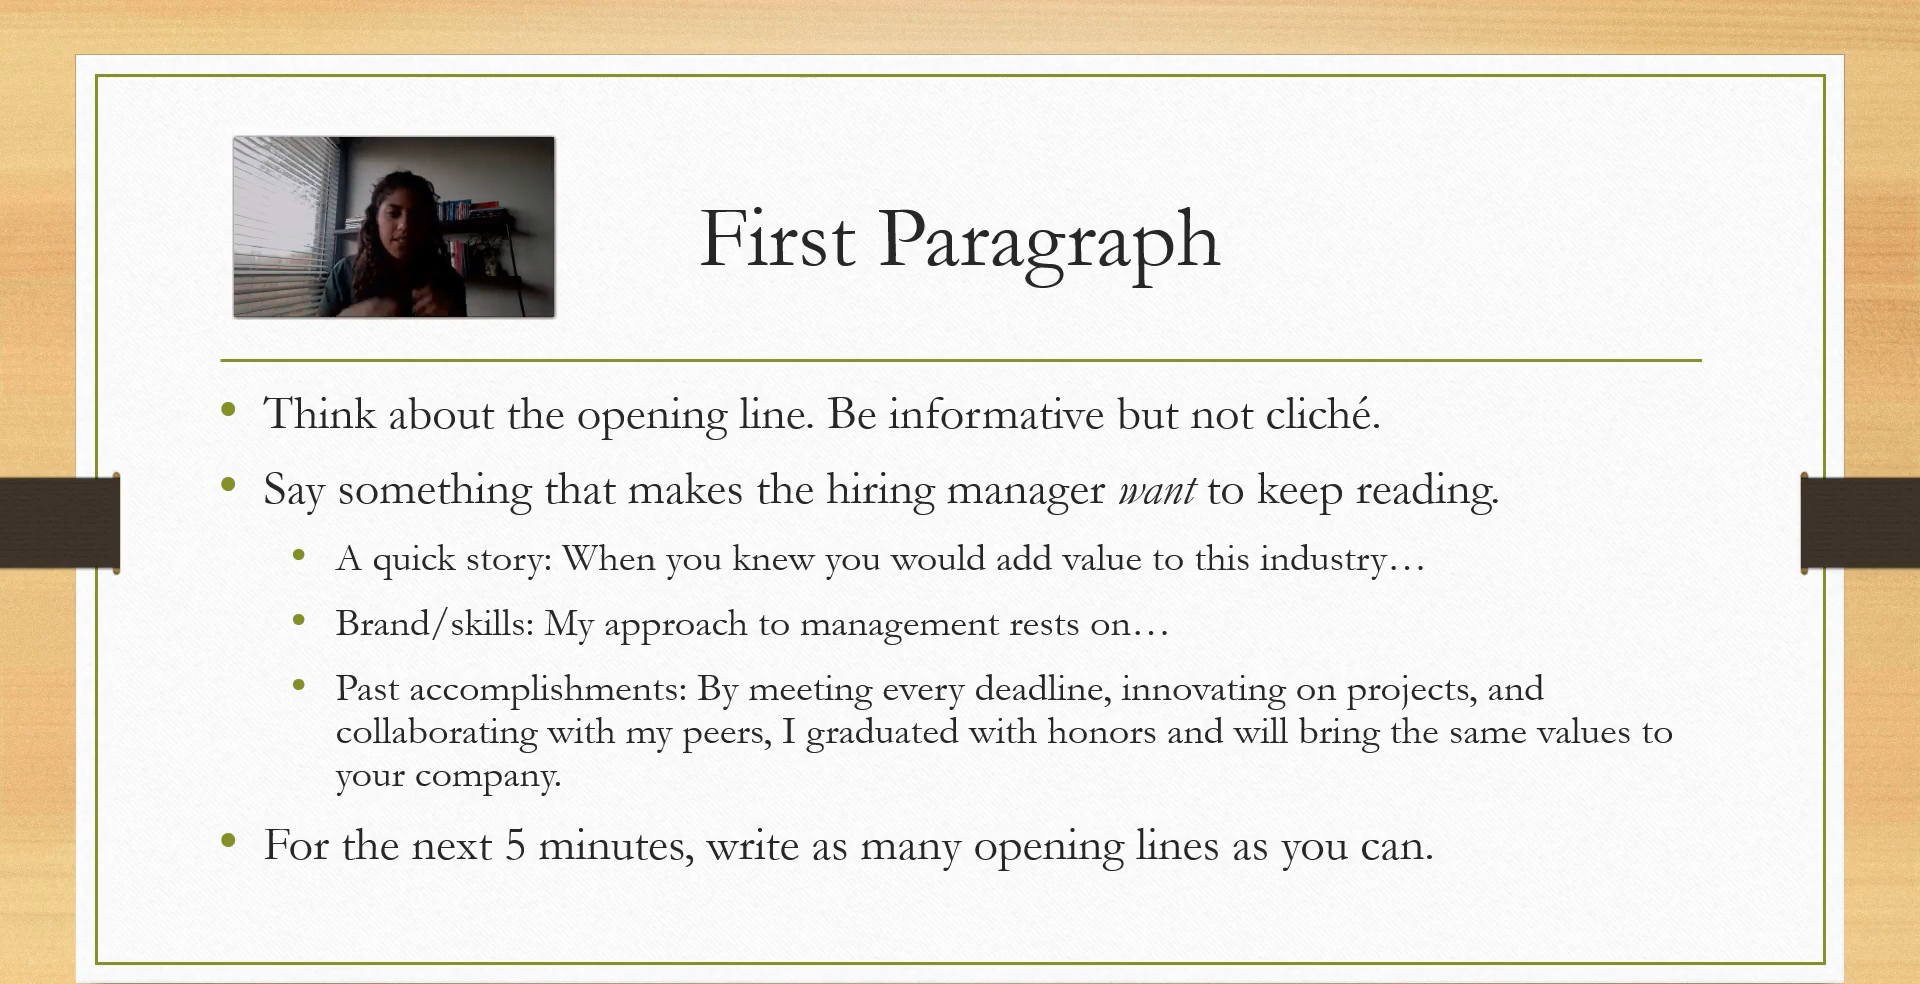 First Paragraph
• Think about the opening line. Be informative but not cliché.
• Say something that makes the hiring manager want to keep reading.
• A quick story: When you knew you would add value to this industry…
• Brand/skills: My approach to management rests on…
• Past accomplishments: By meeting every deadline, innovating on projects, and
collaborating with my peers, I graduated with honors and will bring the same values to
your company.
• For the next 5 minutes, write as many opening lines as you can.